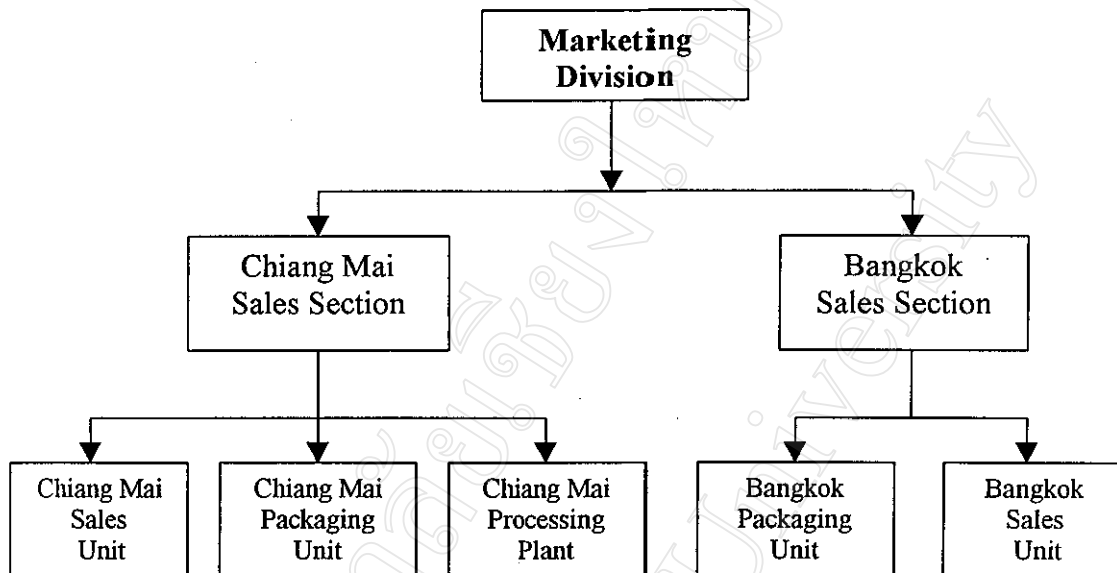 Marketing
Division
Chiang Mai
Sales Section
Bangkok
Sales Section
Chiang Mai
Sales
Unit
Chiang Mai
Packaging
Unit
Chiang Mai
Processing
Plant
Bangkok
Packaging
Unit
Bangkok
Sales
Unit
University